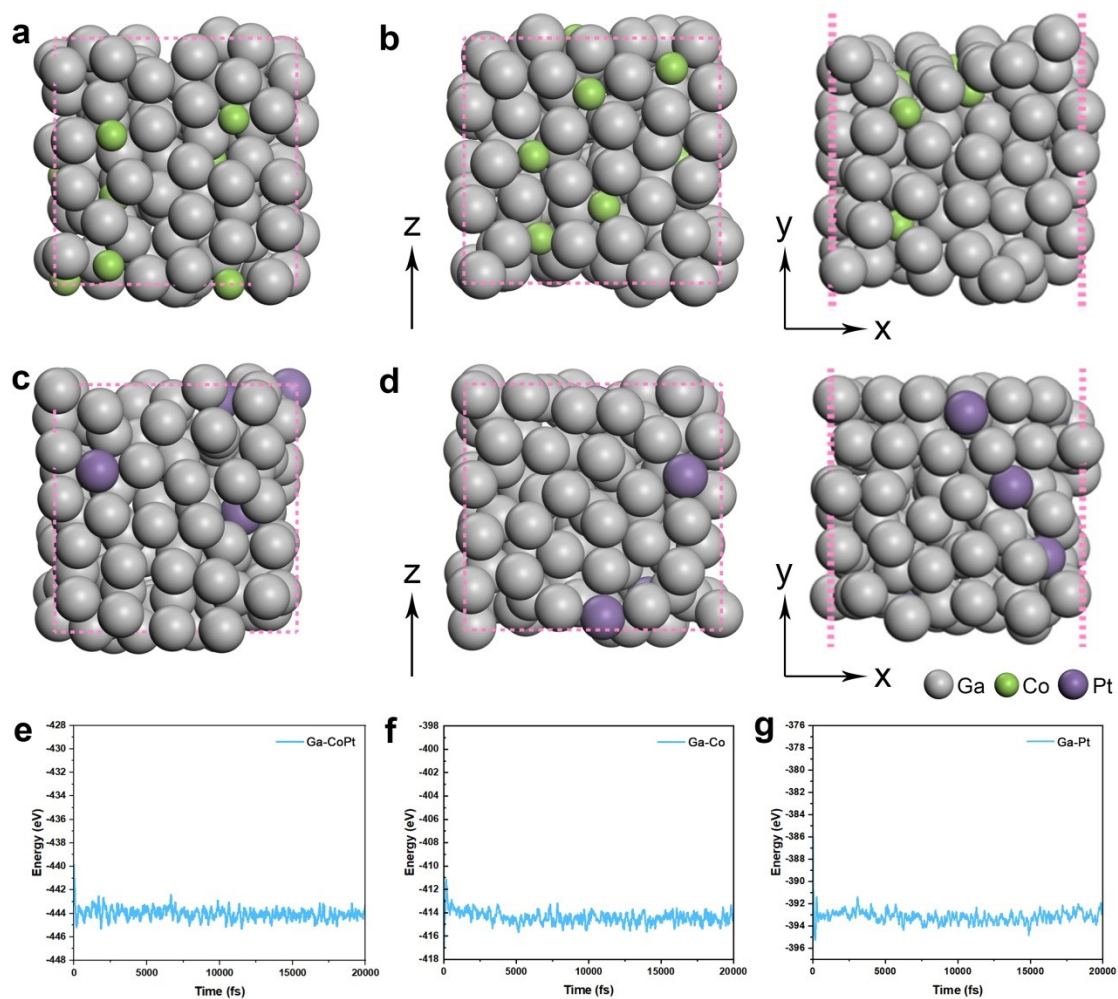 a
b
z
y
x
c
d
z
y
x
Ga Co Pt
e
-428
-430
-432
-434
-436
-438
-440
-442
-444
-446
-448
Energy (eV)
Ga-CoPt
0 5000 10000 15000 20000
Time (fs)
f
-398
-400
-402
-404
-406
-408
-410
-412
-414
-416
-418
Energy (eV)
Ga-Co
0 5000 10000 15000 20000
Time (fs)
g
-376
-378
-380
-382
-384
-386
-388
-390
-392
-394
-396
Energy (eV)
Ga-Pt
0 5000 10000 15000 20000
Time (fs)